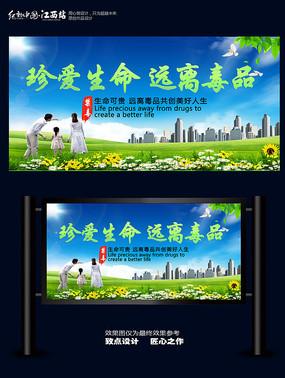 红动中国·江西站
珍爱生命 远离毒品
禁毒
生命可贵 远离毒品共创美好人生
Life precious away from drugs to
create a better life
珍爱生命 远离毒品
禁毒
生命可贵 远离毒品共创美好人生
Life precious away from drugs to
create a better life
效果图仅为最终效果参考
致点设计 匠心之作